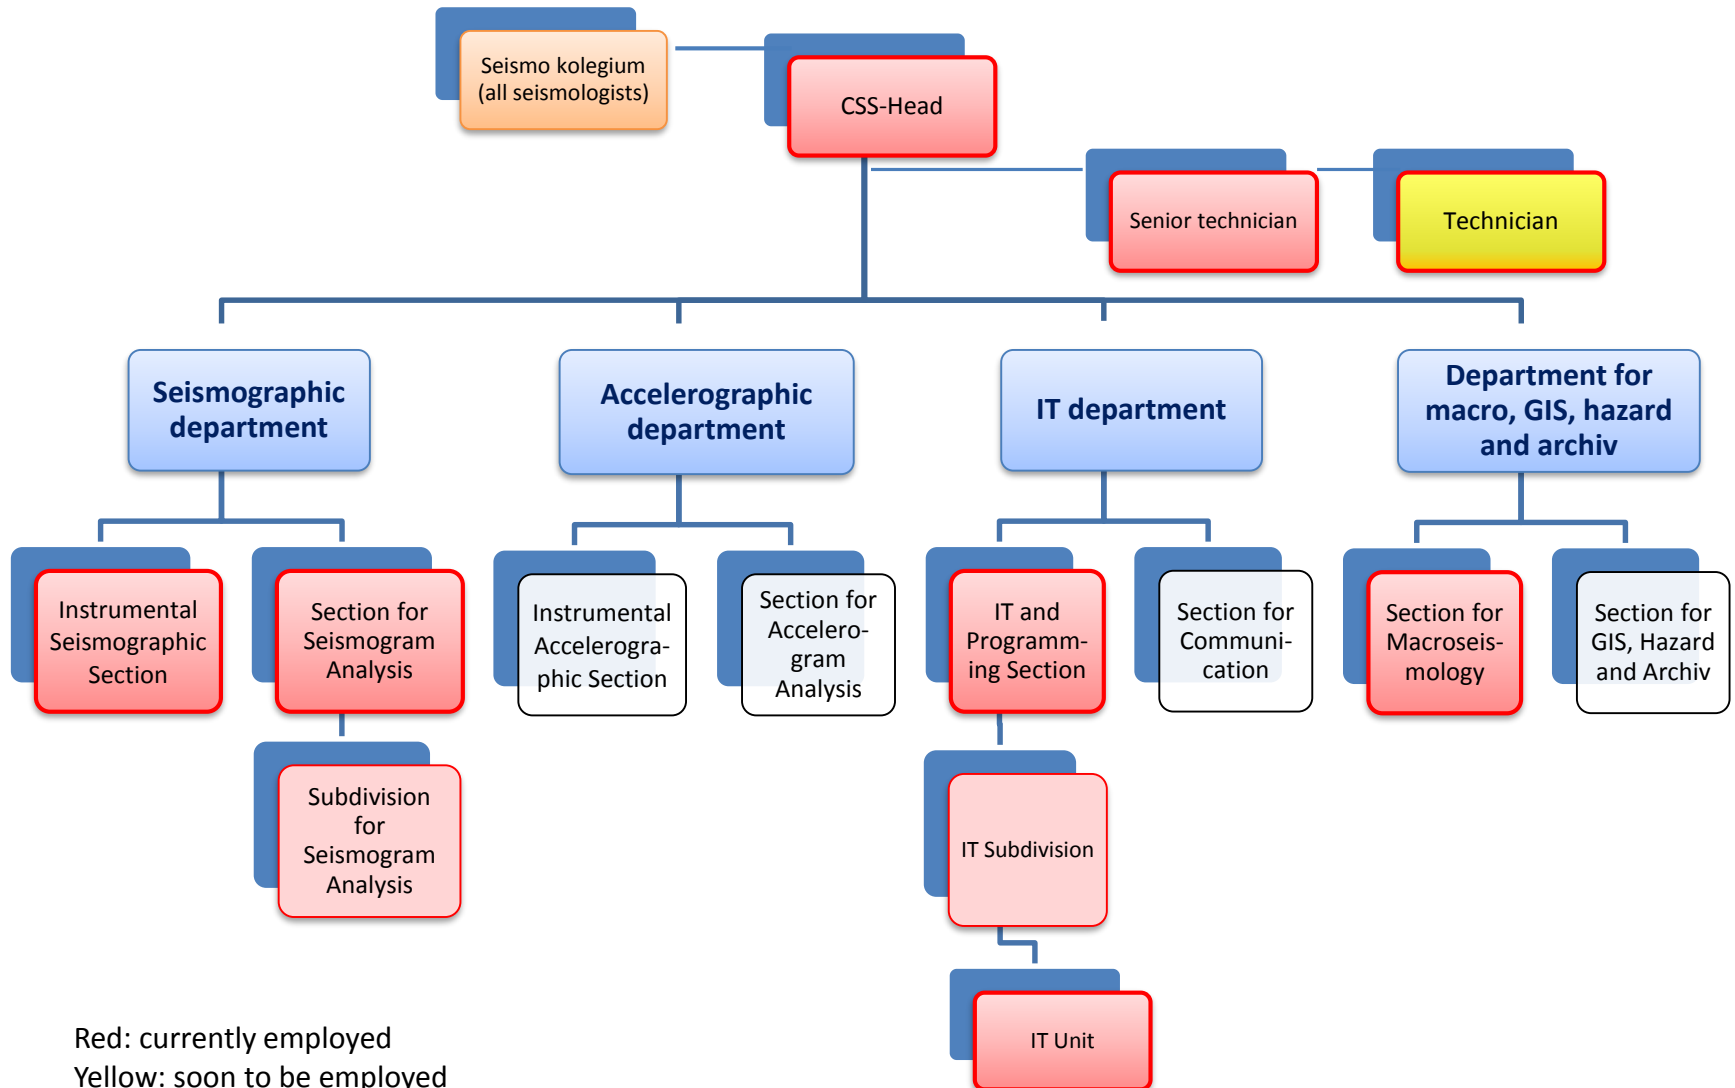 Seismo kolegium
(all seismologists)
CSS-Head
Senior technician
Technician
Seismographic
department
Accelerographic
department
IT department
Department for
macro, GIS, hazard
and archiv
Instrumental
Seismographic
Section
Section for
Seismogram
Analysis
Instrumental
Accelerogra-
phic Section
Section for
Accelero-
gram
Analysis
IT and
Programm-
ing Section
Section for
Communi-
cation
Section for
Macroseis-
mology
Section for
GIS, Hazard
and Archiv
Subdivision
for
Seismogram
Analysis
IT Subdivision
IT Unit
Red: currently employed
Yellow: soon to be employed